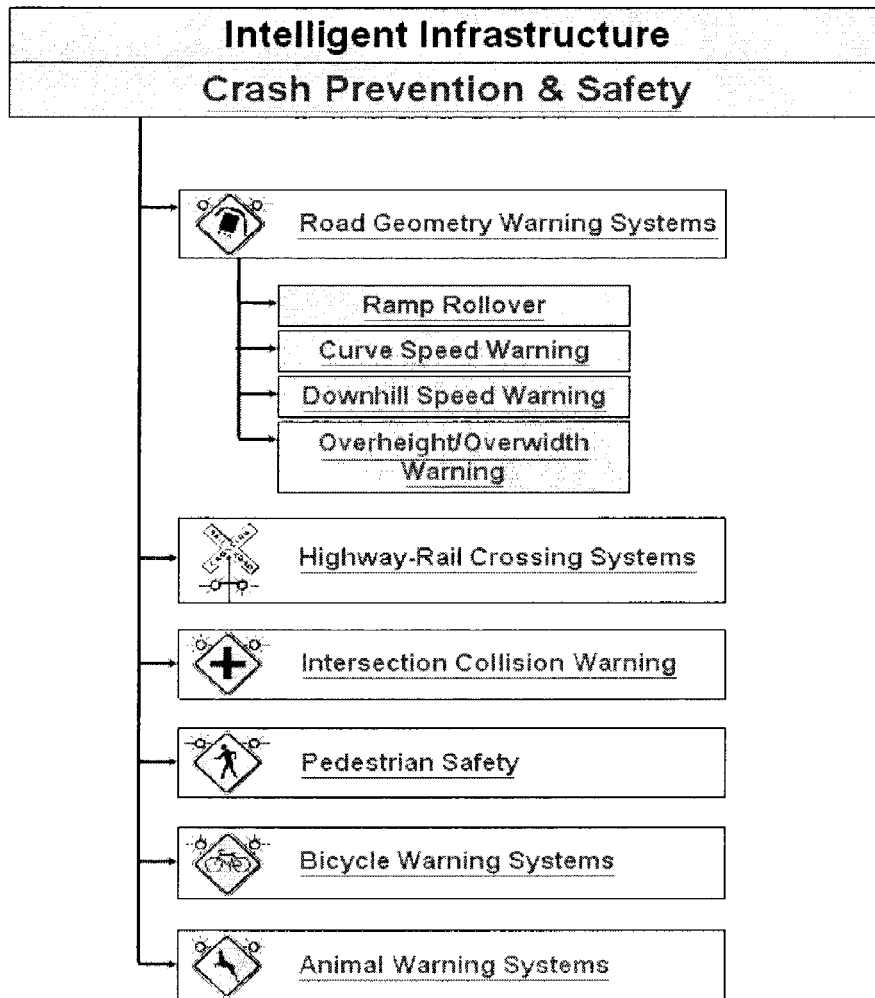 Intelligent Infrastructure
Crash Prevention & Safety
Road Geometry Warning Systems
Ramp Rollover
Curve Speed Warning
Downhill Speed Warning
Overheight/Overwidth
Warning
Highway-Rail Crossing Systems
Intersection Collision Warning
Pedestrian Safety
Bicycle Warning Systems
Animal Warning Systems